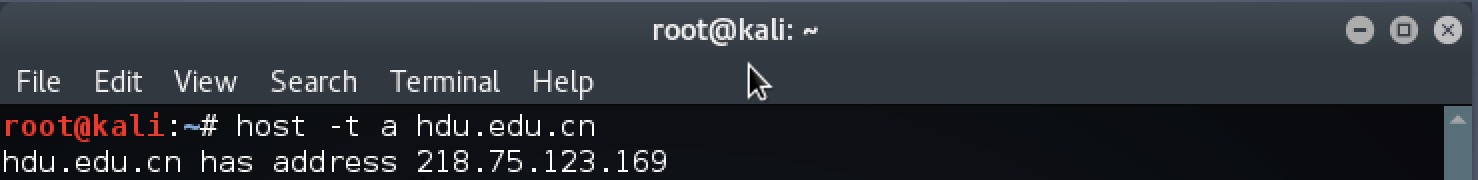 root@kali: ~
File Edit View Search Terminal Help
root@kali:~# host -t a hdu.edu.cn
hdu.edu.cn has address 218.75.123.169